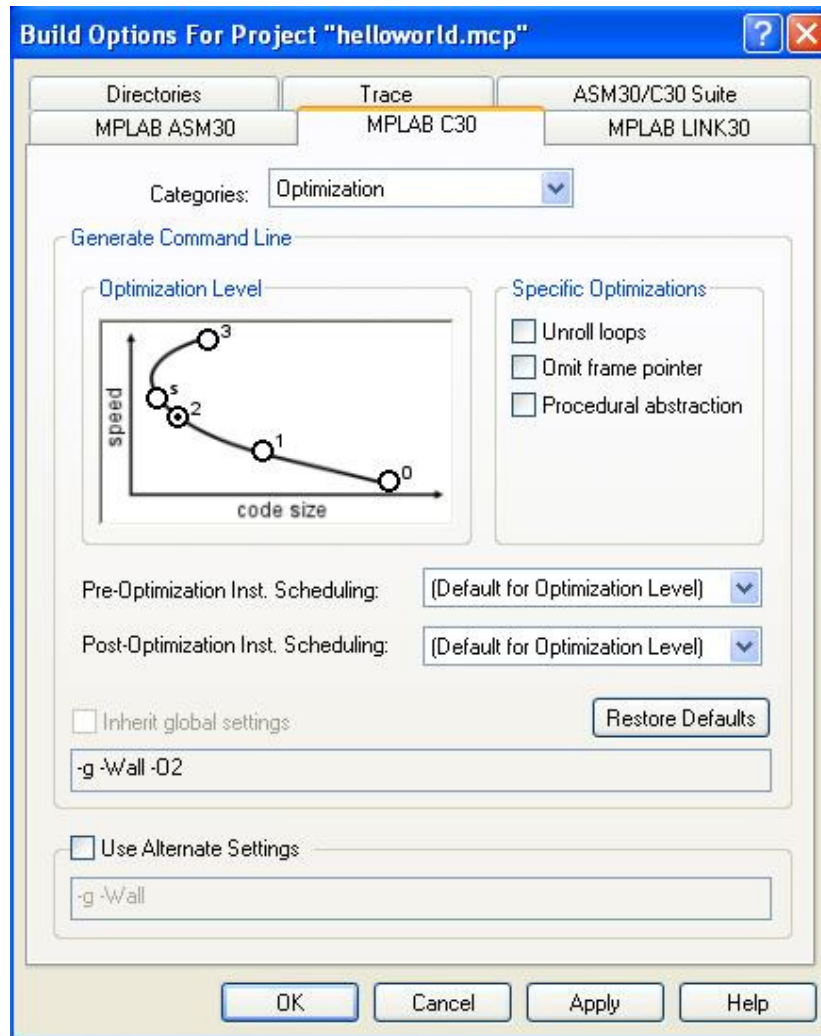 Build Options For Project "helloworld.mcp"
Directories Trace ASM30/C30 Suite
MPLAB ASM30 MPLAB C30 MPLAB LINK30
Categories: Optimization
Generate Command Line
Optimization Level Specific Optimizations
3
Unroll loops
Omit frame pointer
s
2
Procedural abstraction
speed
1
0
code size
Pre-Optimization Inst. Scheduling: (Default for Optimization Level)
Post-Optimization Inst. Scheduling: (Default for Optimization Level)
Inherit global settings Restore Defaults
-g -Wall -O2
Use Alternate Settings
-g -Wall
OK Cancel Apply Help